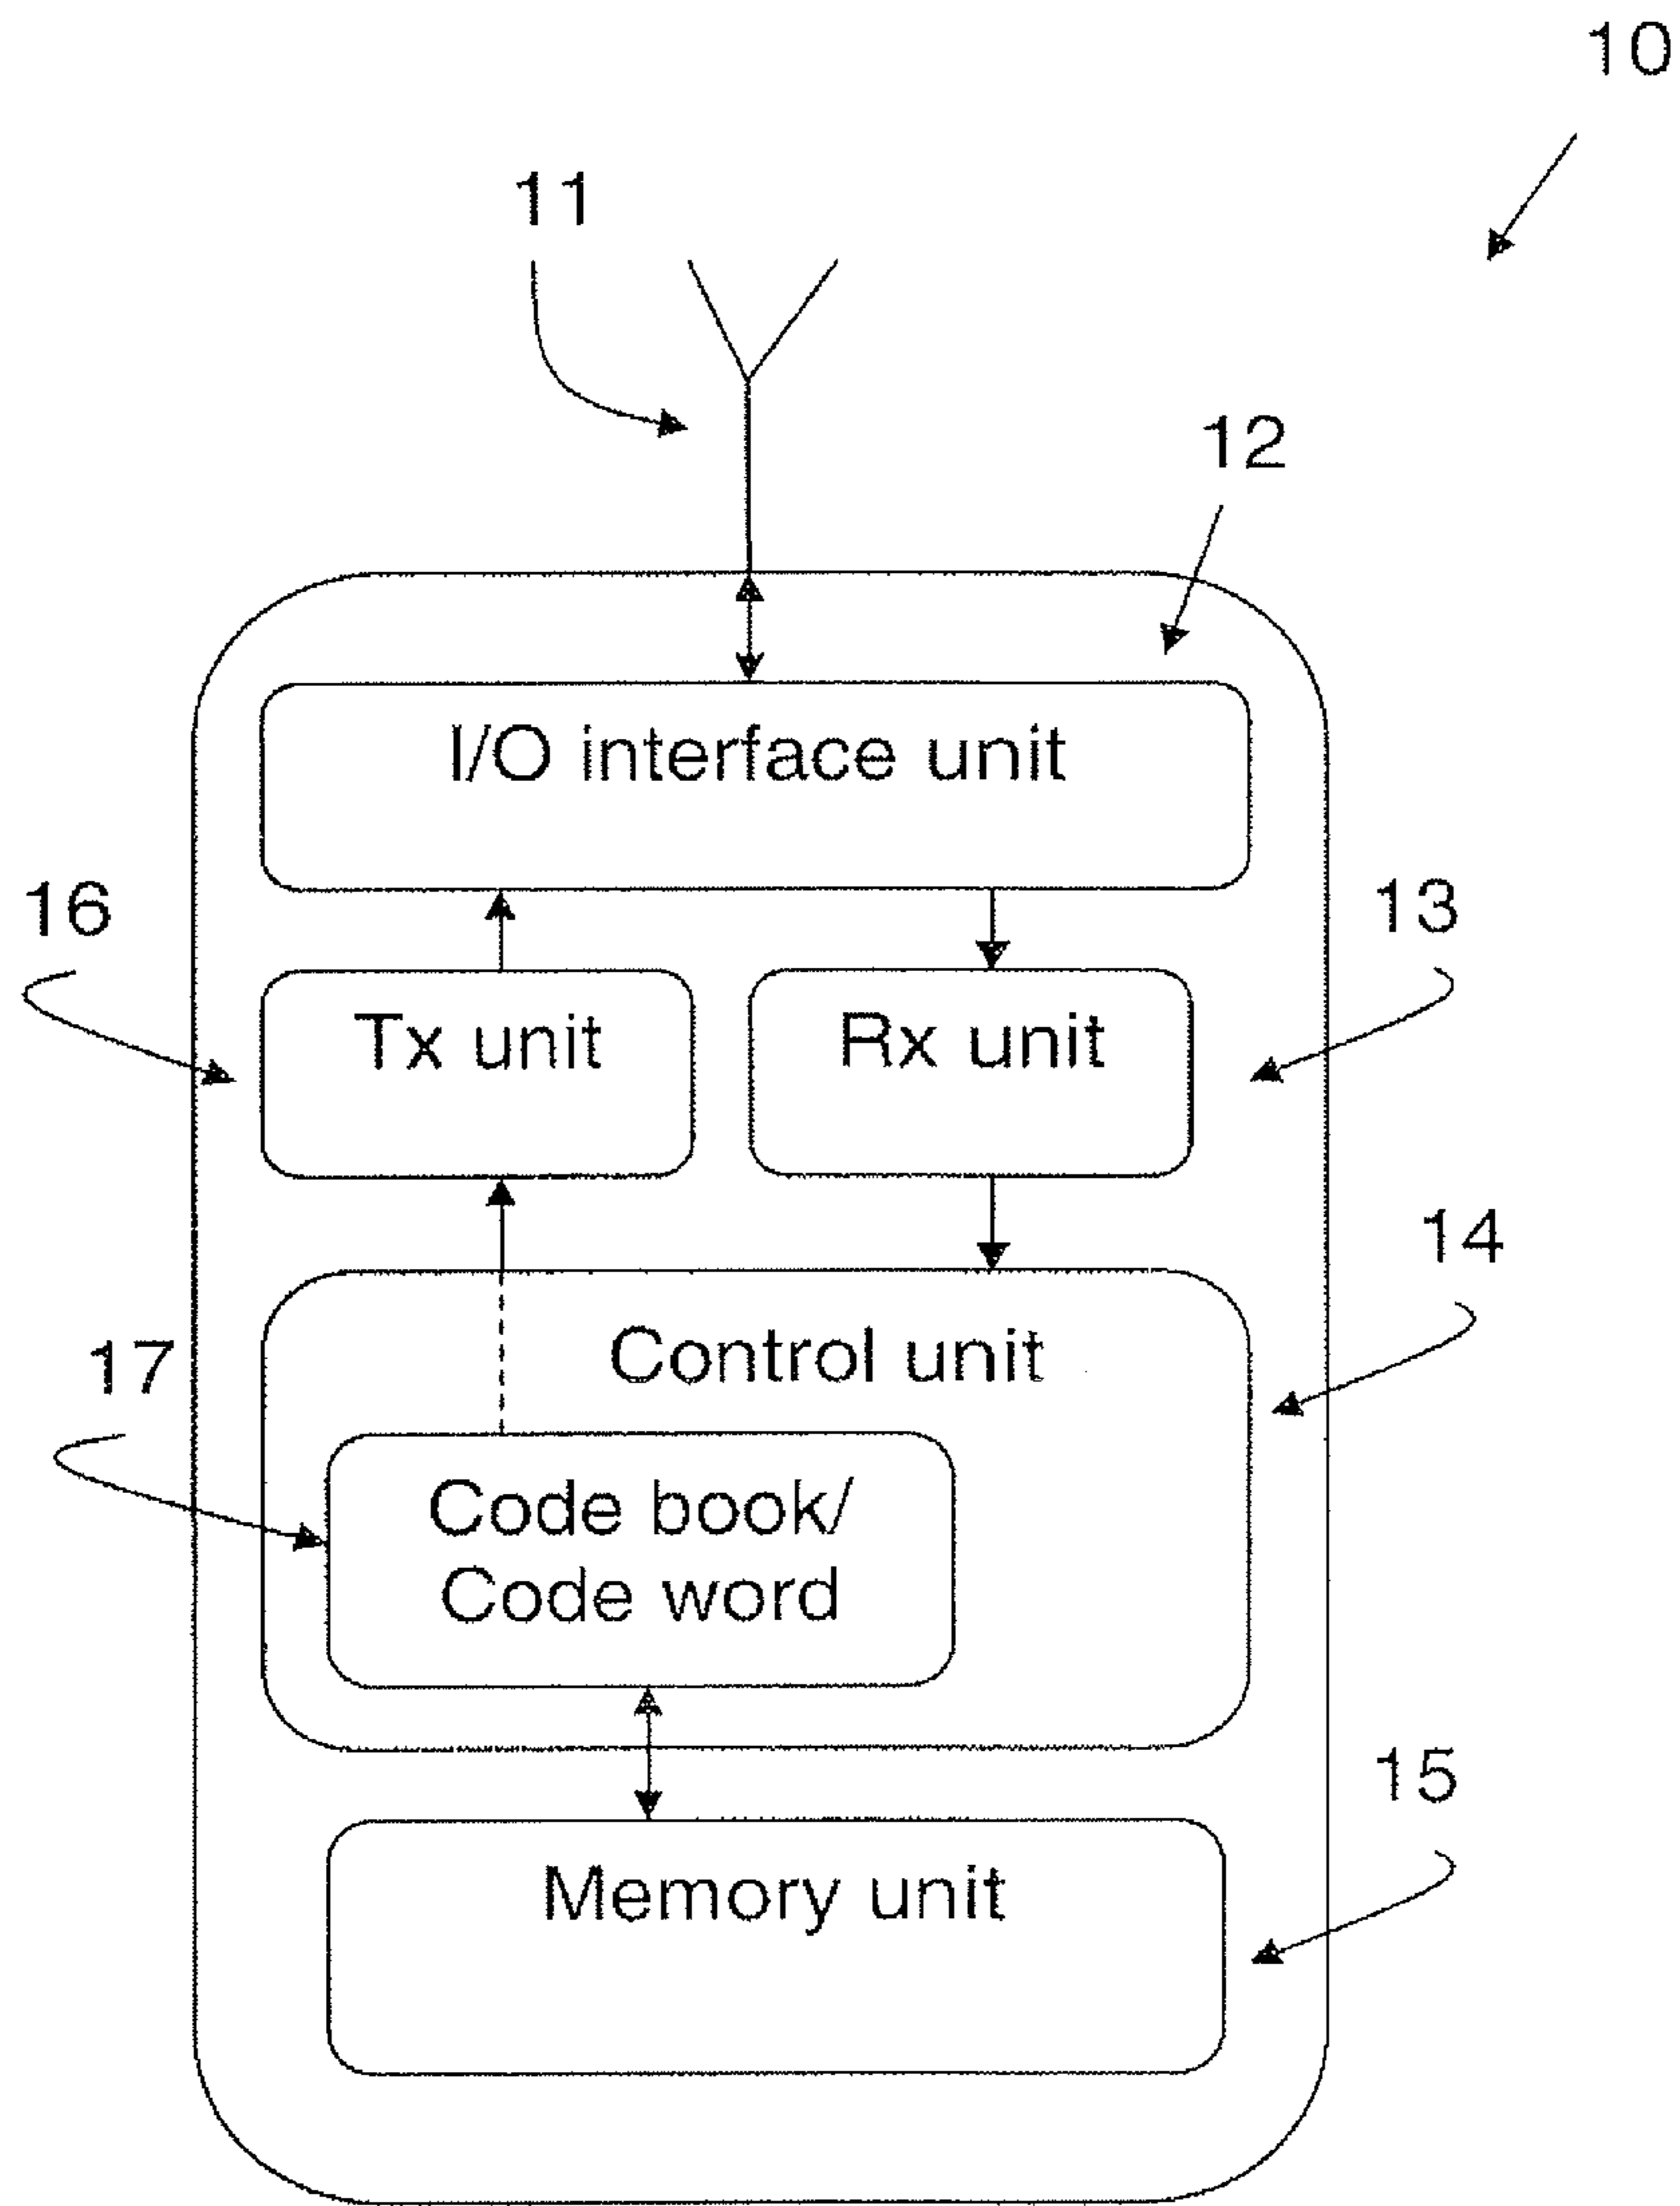 10
11
12
I/O interface unit
16
13
Tx unit
Rx unit
14
Control unit
17
Code book/
Code word
15
Memory unit